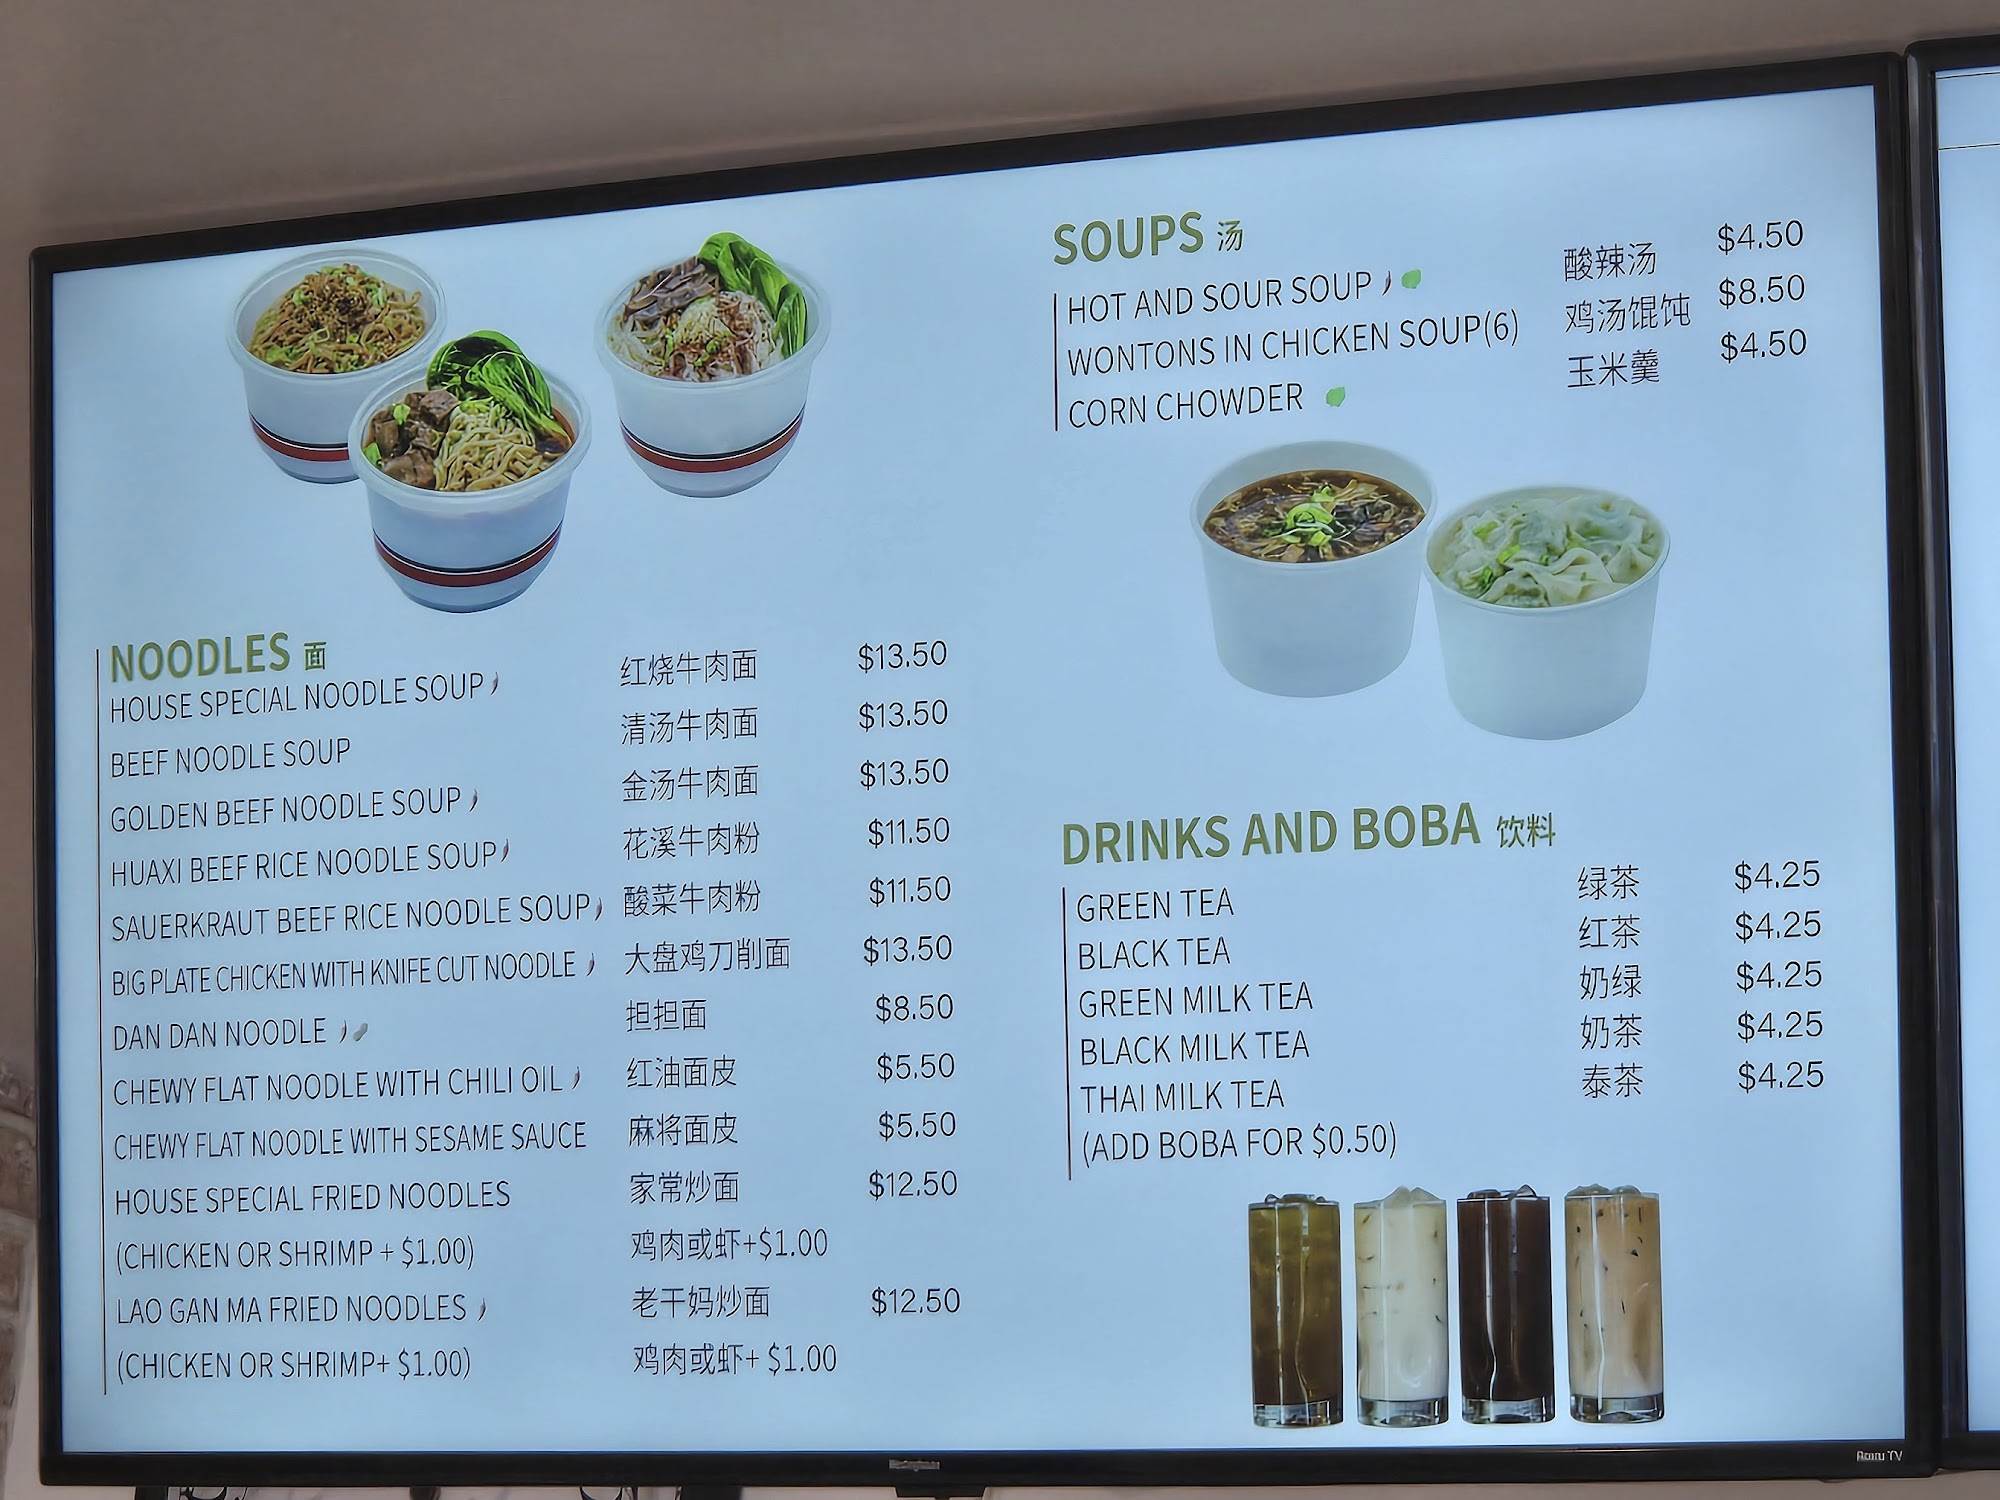 NOODLES 面
HOUSE SPECIAL NOODLE SOUP 红烧牛肉面 $13.50
BEEF NOODLE SOUP 清汤牛肉面 $13.50
GOLDEN BEEF NOODLE SOUP 金汤牛肉面 $13.50
HUAXI BEEF RICE NOODLE SOUP 花溪牛肉粉 $11.50
SAUERKRAUT BEEF RICE NOODLE SOUP 酸菜牛肉粉 $11.50
BIG PLATE CHICKEN WITH KNIFE CUT NOODLE 大盘鸡刀削面 $13.50
DAN DAN NOODLE 担担面 $8.50
CHEWY FLAT NOODLE WITH CHILI OIL 红油面皮 $5.50
CHEWY FLAT NOODLE WITH SESAME SAUCE 麻将面皮 $5.50
HOUSE SPECIAL FRIED NOODLES 家常炒面 $12.50
(CHICKEN OR SHRIMP + $1.00) 鸡肉或虾+$1.00
LAO GAN MA FRIED NOODLES 老干妈炒面 $12.50
(CHICKEN OR SHRIMP+ $1.00) 鸡肉或虾+ $1.00
SOUPS 汤
HOT AND SOUR SOUP 酸辣汤 $4.50
WONTONS IN CHICKEN SOUP(6) 鸡汤馄饨 $8.50
CORN CHOWDER 玉米羹 $4.50
DRINKS AND BOBA 饮料
GREEN TEA 绿茶 $4.25
BLACK TEA 红茶 $4.25
GREEN MILK TEA 奶绿 $4.25
BLACK MILK TEA 奶茶 $4.25
THAI MILK TEA 泰茶 $4.25
(ADD BOBA FOR $0.50)
TV